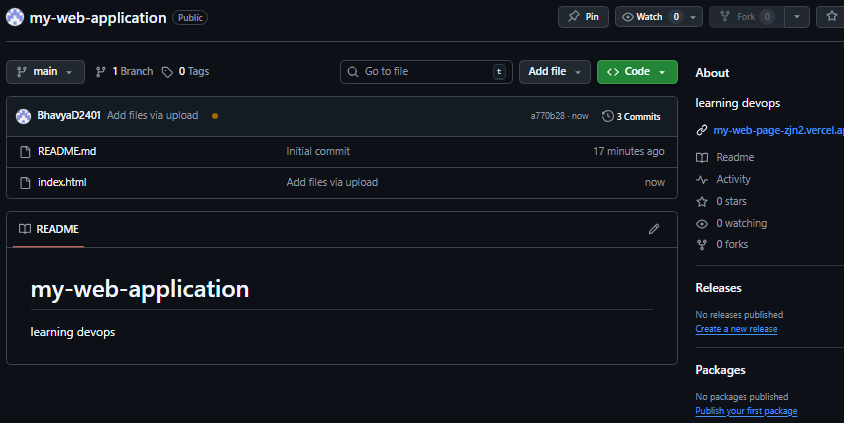 my-web-application Public Pin Watch 0 Fork 0
main 1 Branch 0 Tags Go to file t Add file Code
BhavyaD2401 Add files via upload a770b28 · now 3 Commits
README.md Initial commit 17 minutes ago
index.html Add files via upload now
README
my-web-application
learning devops
About
learning devops
my-web-page-zjn2.vercel.ap
Readme
Activity
0 stars
0 watching
0 forks
Releases
No releases published
Create a new release
Packages
No packages published
Publish your first package